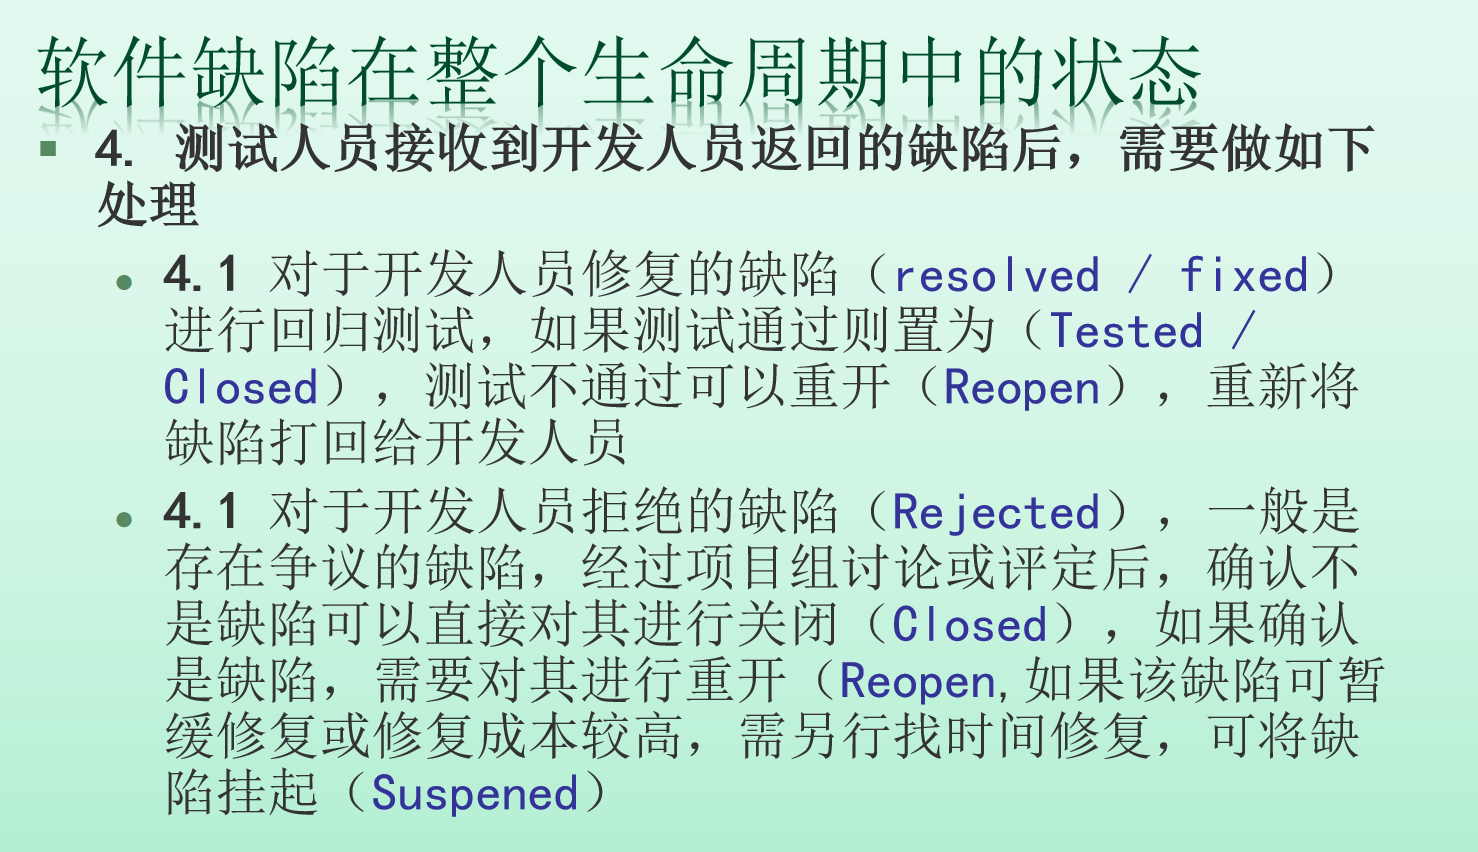 软件缺陷在整个生命周期中的状态
4. 测试人员接收到开发人员返回的缺陷后，需要做如下
处理
4.1 对于开发人员修复的缺陷（resolved / fixed）
进行回归测试，如果测试通过则置为（Tested /
Closed），测试不通过可以重开（Reopen），重新将
缺陷打回给开发人员
4.1 对于开发人员拒绝的缺陷（Rejected），一般是
存在争议的缺陷，经过项目组讨论或评定后，确认不
是缺陷可以直接对其进行关闭（Closed），如果确认
是缺陷，需要对其进行重开（Reopen,如果该缺陷可暂
缓修复或修复成本较高，需另行找时间修复，可将缺
陷挂起（Suspened）